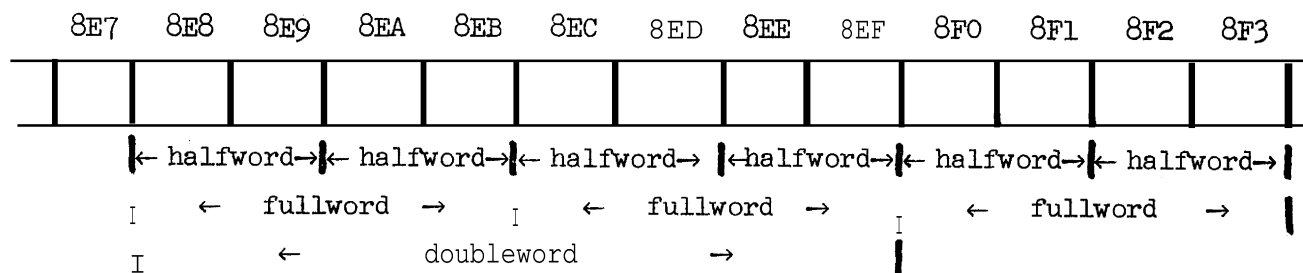 8E7 8E8 8E9 8EA 8EB 8EC 8ED 8EE 8EF 8F0 8F1 8F2 8F3
← halfword → ← halfword → ← halfword → ← halfword → ← halfword → ← halfword →
← fullword → ← fullword → ← fullword →
← doubleword →